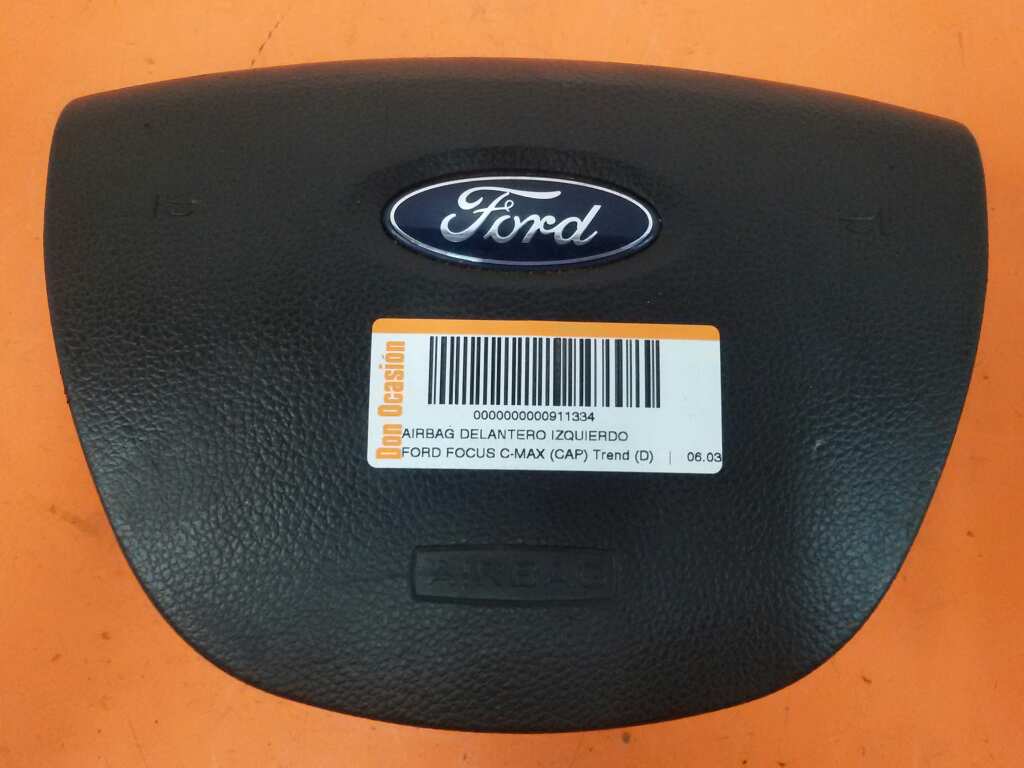 Ford
Don Ocasión
0000000000911334
AIRBAG DELANTERO IZQUIERDO
FORD FOCUS C-MAX (CAP) Trend (D) | 06.03
AIRBAG